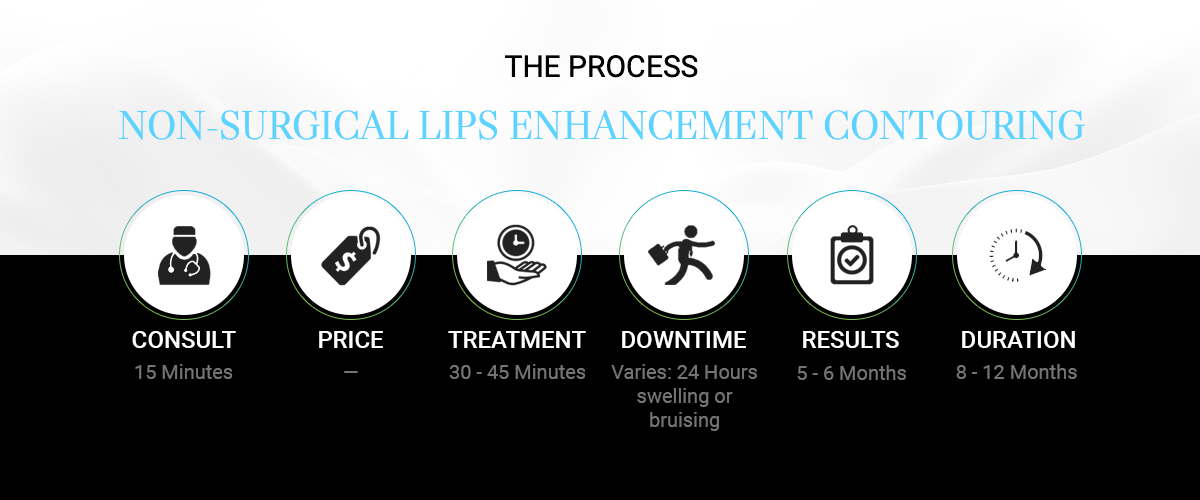 THE PROCESS
NON-SURGICAL LIPS ENHANCEMENT CONTOURING
$
CONSULT
15 Minutes
PRICE
—
TREATMENT
30 - 45 Minutes
DOWNTIME
Varies: 24 Hours
swelling or
bruising
RESULTS
5 - 6 Months
DURATION
8 - 12 Months